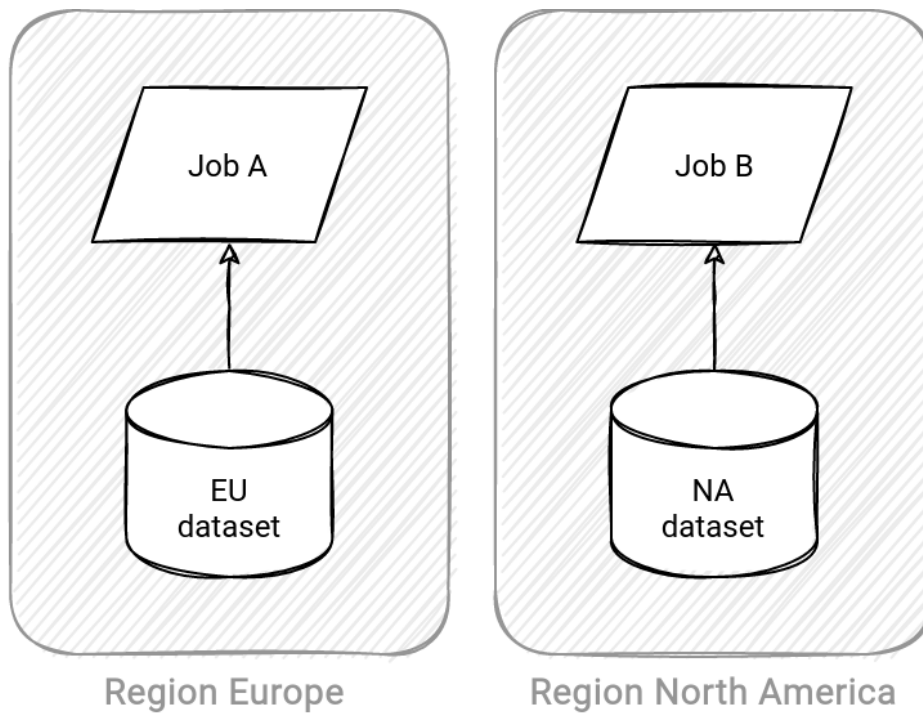 Job A
Job B
EU
dataset
NA
dataset
Region Europe
Region North America